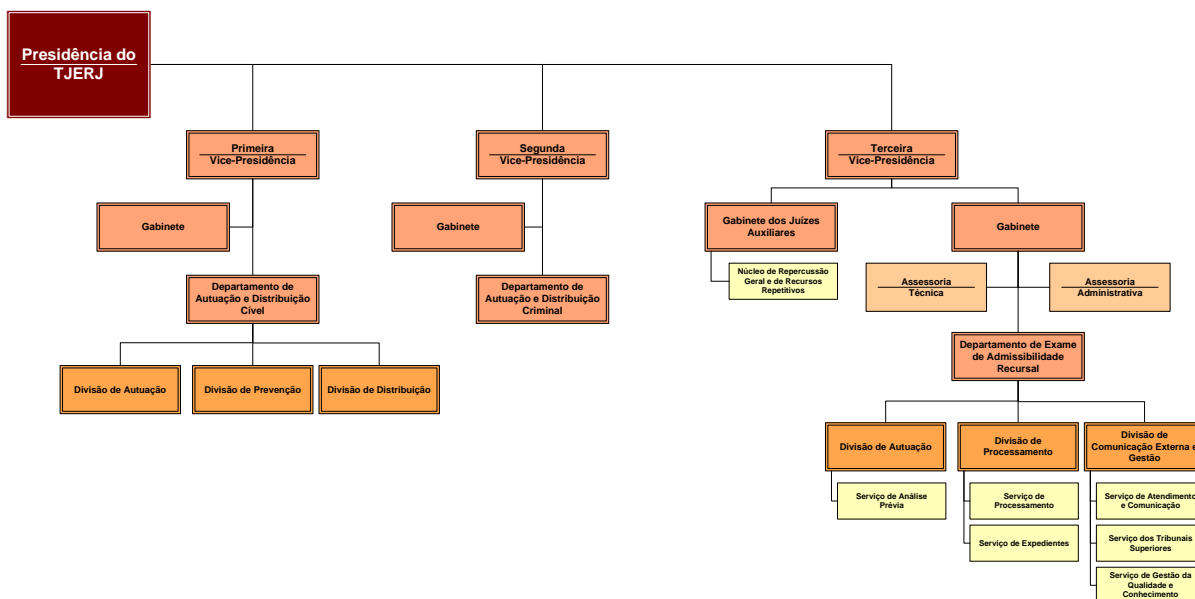 Presidência do
TJERJ
Primeira
Vice-Presidência
Segunda
Vice-Presidência
Terceira
Vice-Presidência
Gabinete
Gabinete
Gabinete dos Juízes
Auxiliares
Gabinete
Núcleo de Repercussão
Geral e de Recursos
Repetitivos
Assessoria
Técnica
Assessoria
Administrativa
Departamento de
Autuação e Distribuição
Cível
Departamento de
Autuação e Distribuição
Criminal
Departamento de Exame
de Admissibilidade
Recursal
Divisão de Autuação
Divisão de Prevenção
Divisão de Distribuição
Divisão de Autuação
Divisão de
Processamento
Divisão de
Comunicação Externa e
Gestão
Serviço de Análise
Prévia
Serviço de
Processamento
Serviço de Atendimento
e Comunicação
Serviço de Expedientes
Serviço dos Tribunais
Superiores
Serviço de Gestão da
Qualidade e
Conhecimento